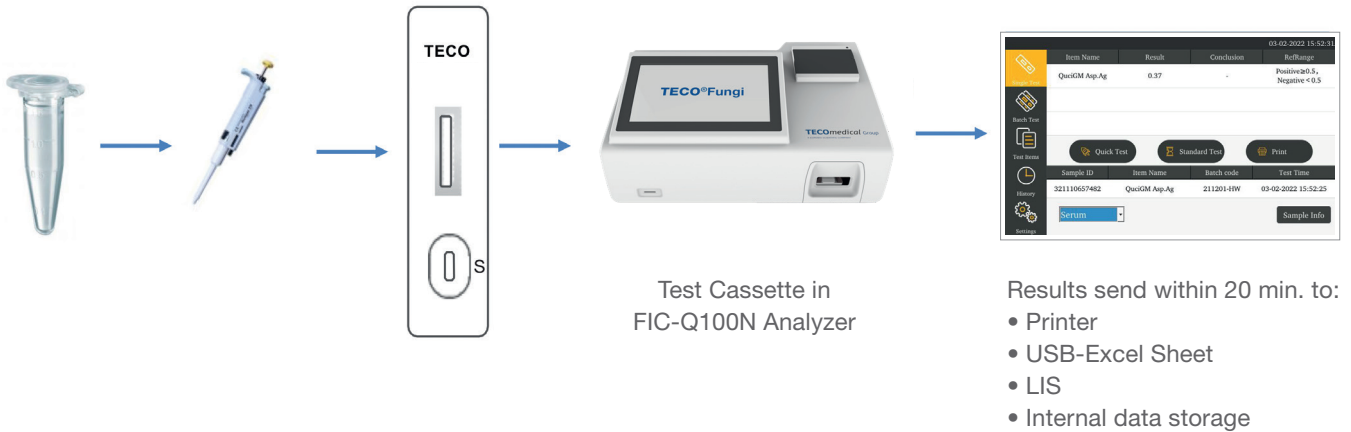 TECO
S
TECO®Fungi
TECOmedical Group
Test Cassette in
FIC-Q100N Analyzer
03-02-2022 15:52:31
Item Name Result Conclusion RefRange
QuciGM Asp.Ag 0.37 - Positive≥0.5,
Negative<0.5
Single Test
Batch Test
Test Items
History
Settings
Quick Test Standard Test Print
Sample ID Item Name Batch code Test Time
321110657482 QuciGM Asp.Ag 211201-HW 03-02-2022 15:52:25
Serum Sample Info
Results send within 20 min. to:
• Printer
• USB-Excel Sheet
• LIS
• Internal data storage